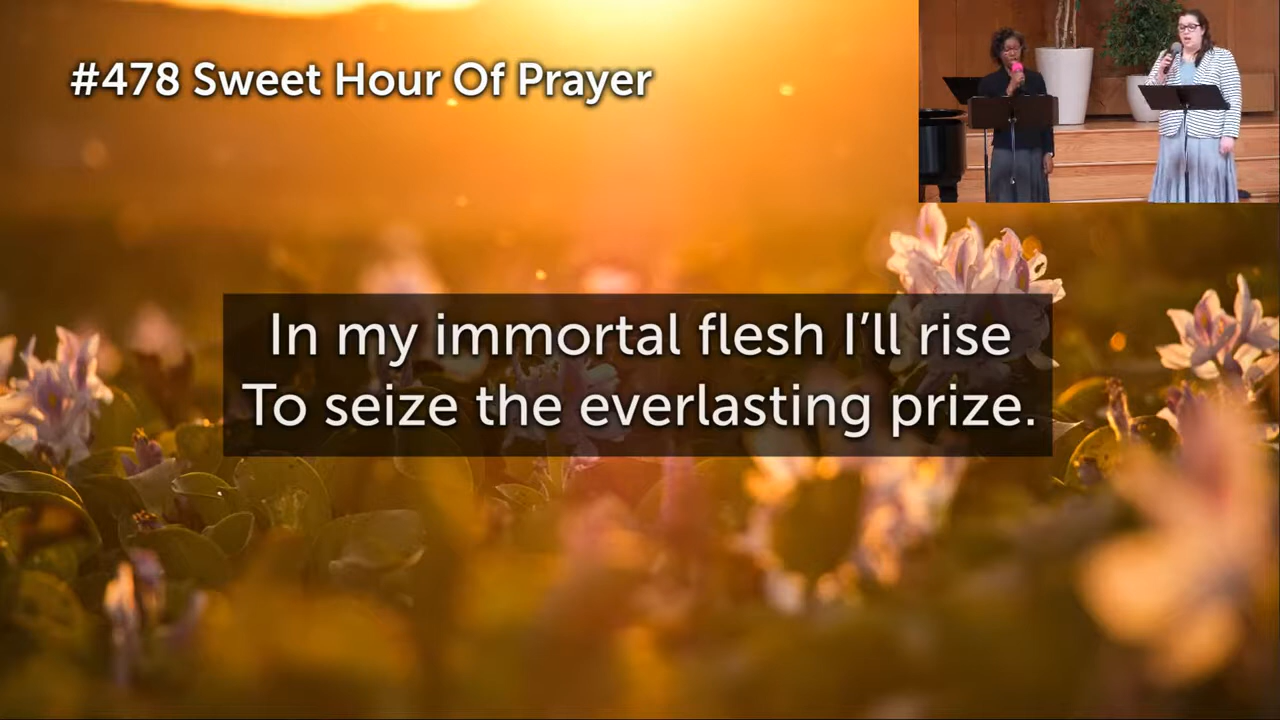 #478 Sweet Hour Of Prayer
In my immortal flesh I’ll rise
To seize the everlasting prize.